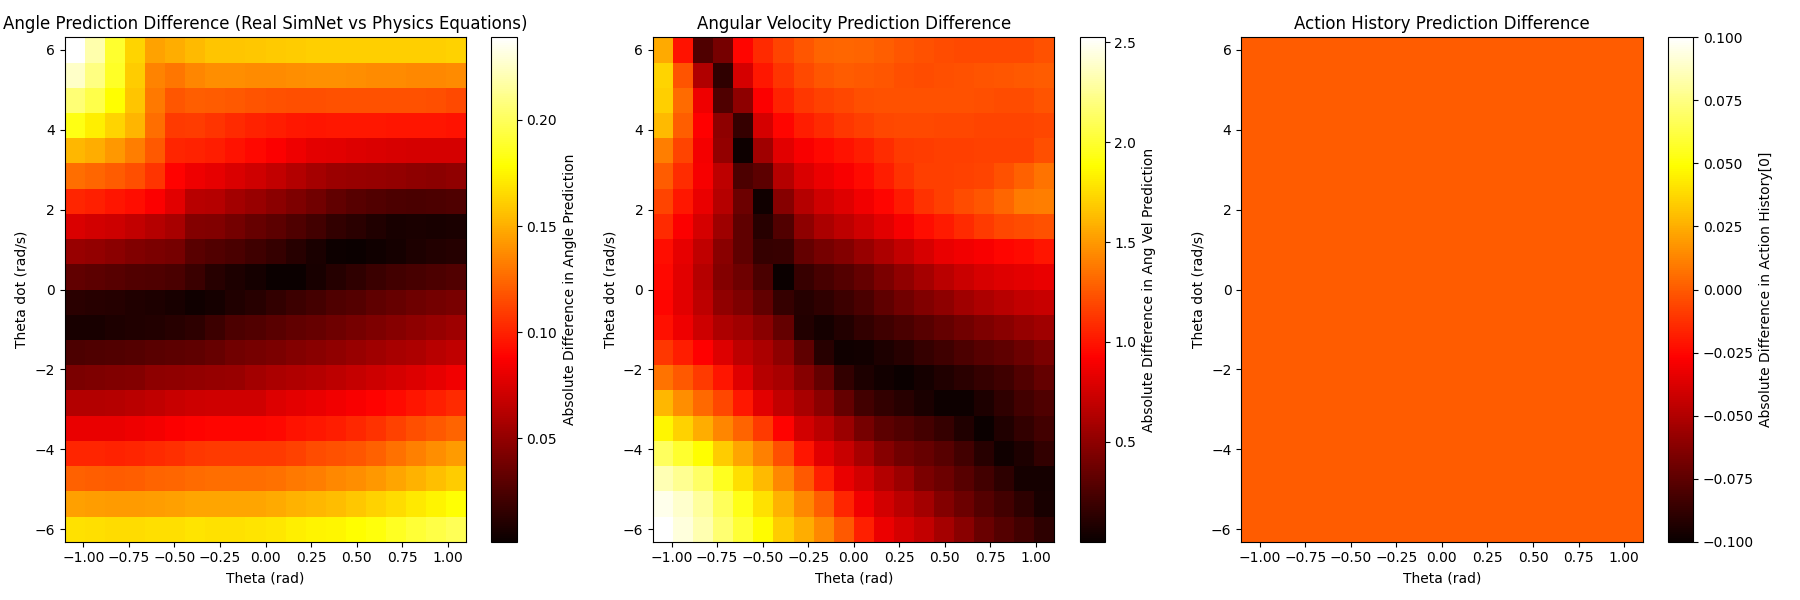 Angle Prediction Difference (Real SimNet vs Physics Equations)
6
4
2
0
−2
−4
−6
Theta dot (rad/s)
−1.00 −0.75 −0.50 −0.25 0.00 0.25 0.50 0.75 1.00
Theta (rad)
0.20
0.15
0.10
0.05
Absolute Difference in Angle Prediction
Angular Velocity Prediction Difference
6
4
2
0
−2
−4
−6
Theta dot (rad/s)
−1.00 −0.75 −0.50 −0.25 0.00 0.25 0.50 0.75 1.00
Theta (rad)
2.5
2.0
1.5
1.0
0.5
Absolute Difference in Ang Vel Prediction
Action History Prediction Difference
6
4
2
0
−2
−4
−6
Theta dot (rad/s)
−1.00 −0.75 −0.50 −0.25 0.00 0.25 0.50 0.75 1.00
Theta (rad)
0.100
0.075
0.050
0.025
0.000
−0.025
−0.050
−0.075
−0.100
Absolute Difference in Action History[0]